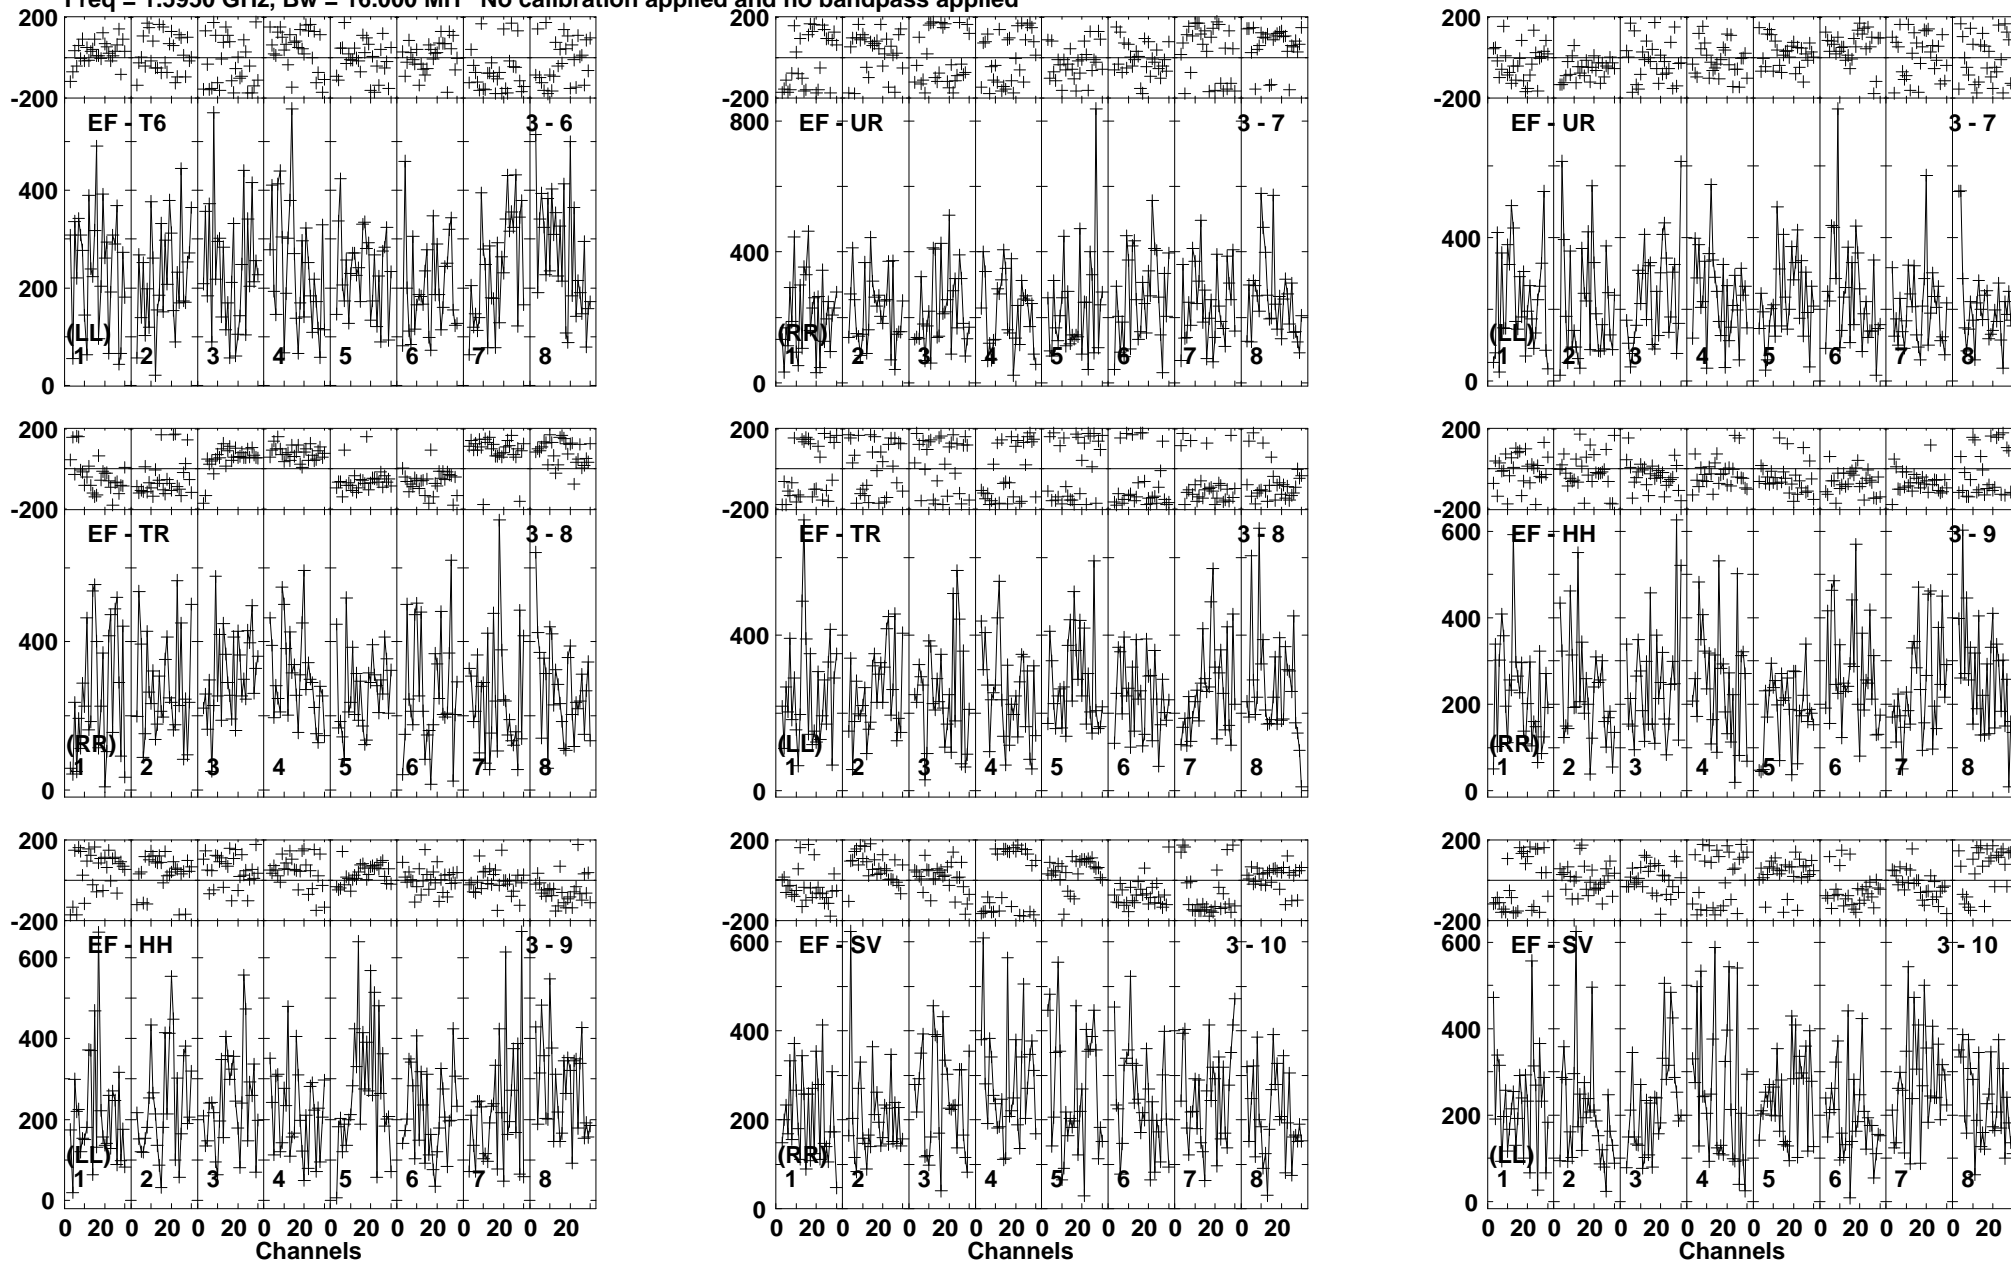 Freq = 1.5950 GHz, Bw = 16.000 MH No calibration applied and no bandpass applied
200 200 200
-200 -200 -200
EF - T6 3 - 6 800 EF - UR 3 - 7 EF - UR 3 - 7
400 400 400
200
(LL) (RR) (LL)
1 2 3 4 5 6 7 8 1 2 3 4 5 6 7 8 1 2 3 4 5 6 7 8
0 0 0
200 200 200
-200 -200 -200
EF - TR 3 - 8 EF - TR 3 - 8 600 EF - HH 3 - 9
400 400 400
200
(RR) (LL) (RR)
1 2 3 4 5 6 7 8 1 2 3 4 5 6 7 8 1 2 3 4 5 6 7 8
0 0 0
200 200 200
-200 -200 -200
EF - HH 3 - 9 EF - SV 3 - 10 EF - SV 3 - 10
600 600 600
400 400 400
200 200 200
(LL) (RR) (LL)
1 2 3 4 5 6 7 8 1 2 3 4 5 6 7 8 1 2 3 4 5 6 7 8
0 0 0
0 20 0 20 0 20 0 20 0 20 0 20 0 20 0 20 0 20 0 20 0 20 0 20 0 20 0 20 0 20 0 20 0 20 0 20 0 20 0 20 0 20 0 20 0 20 0 20
Channels Channels Channels